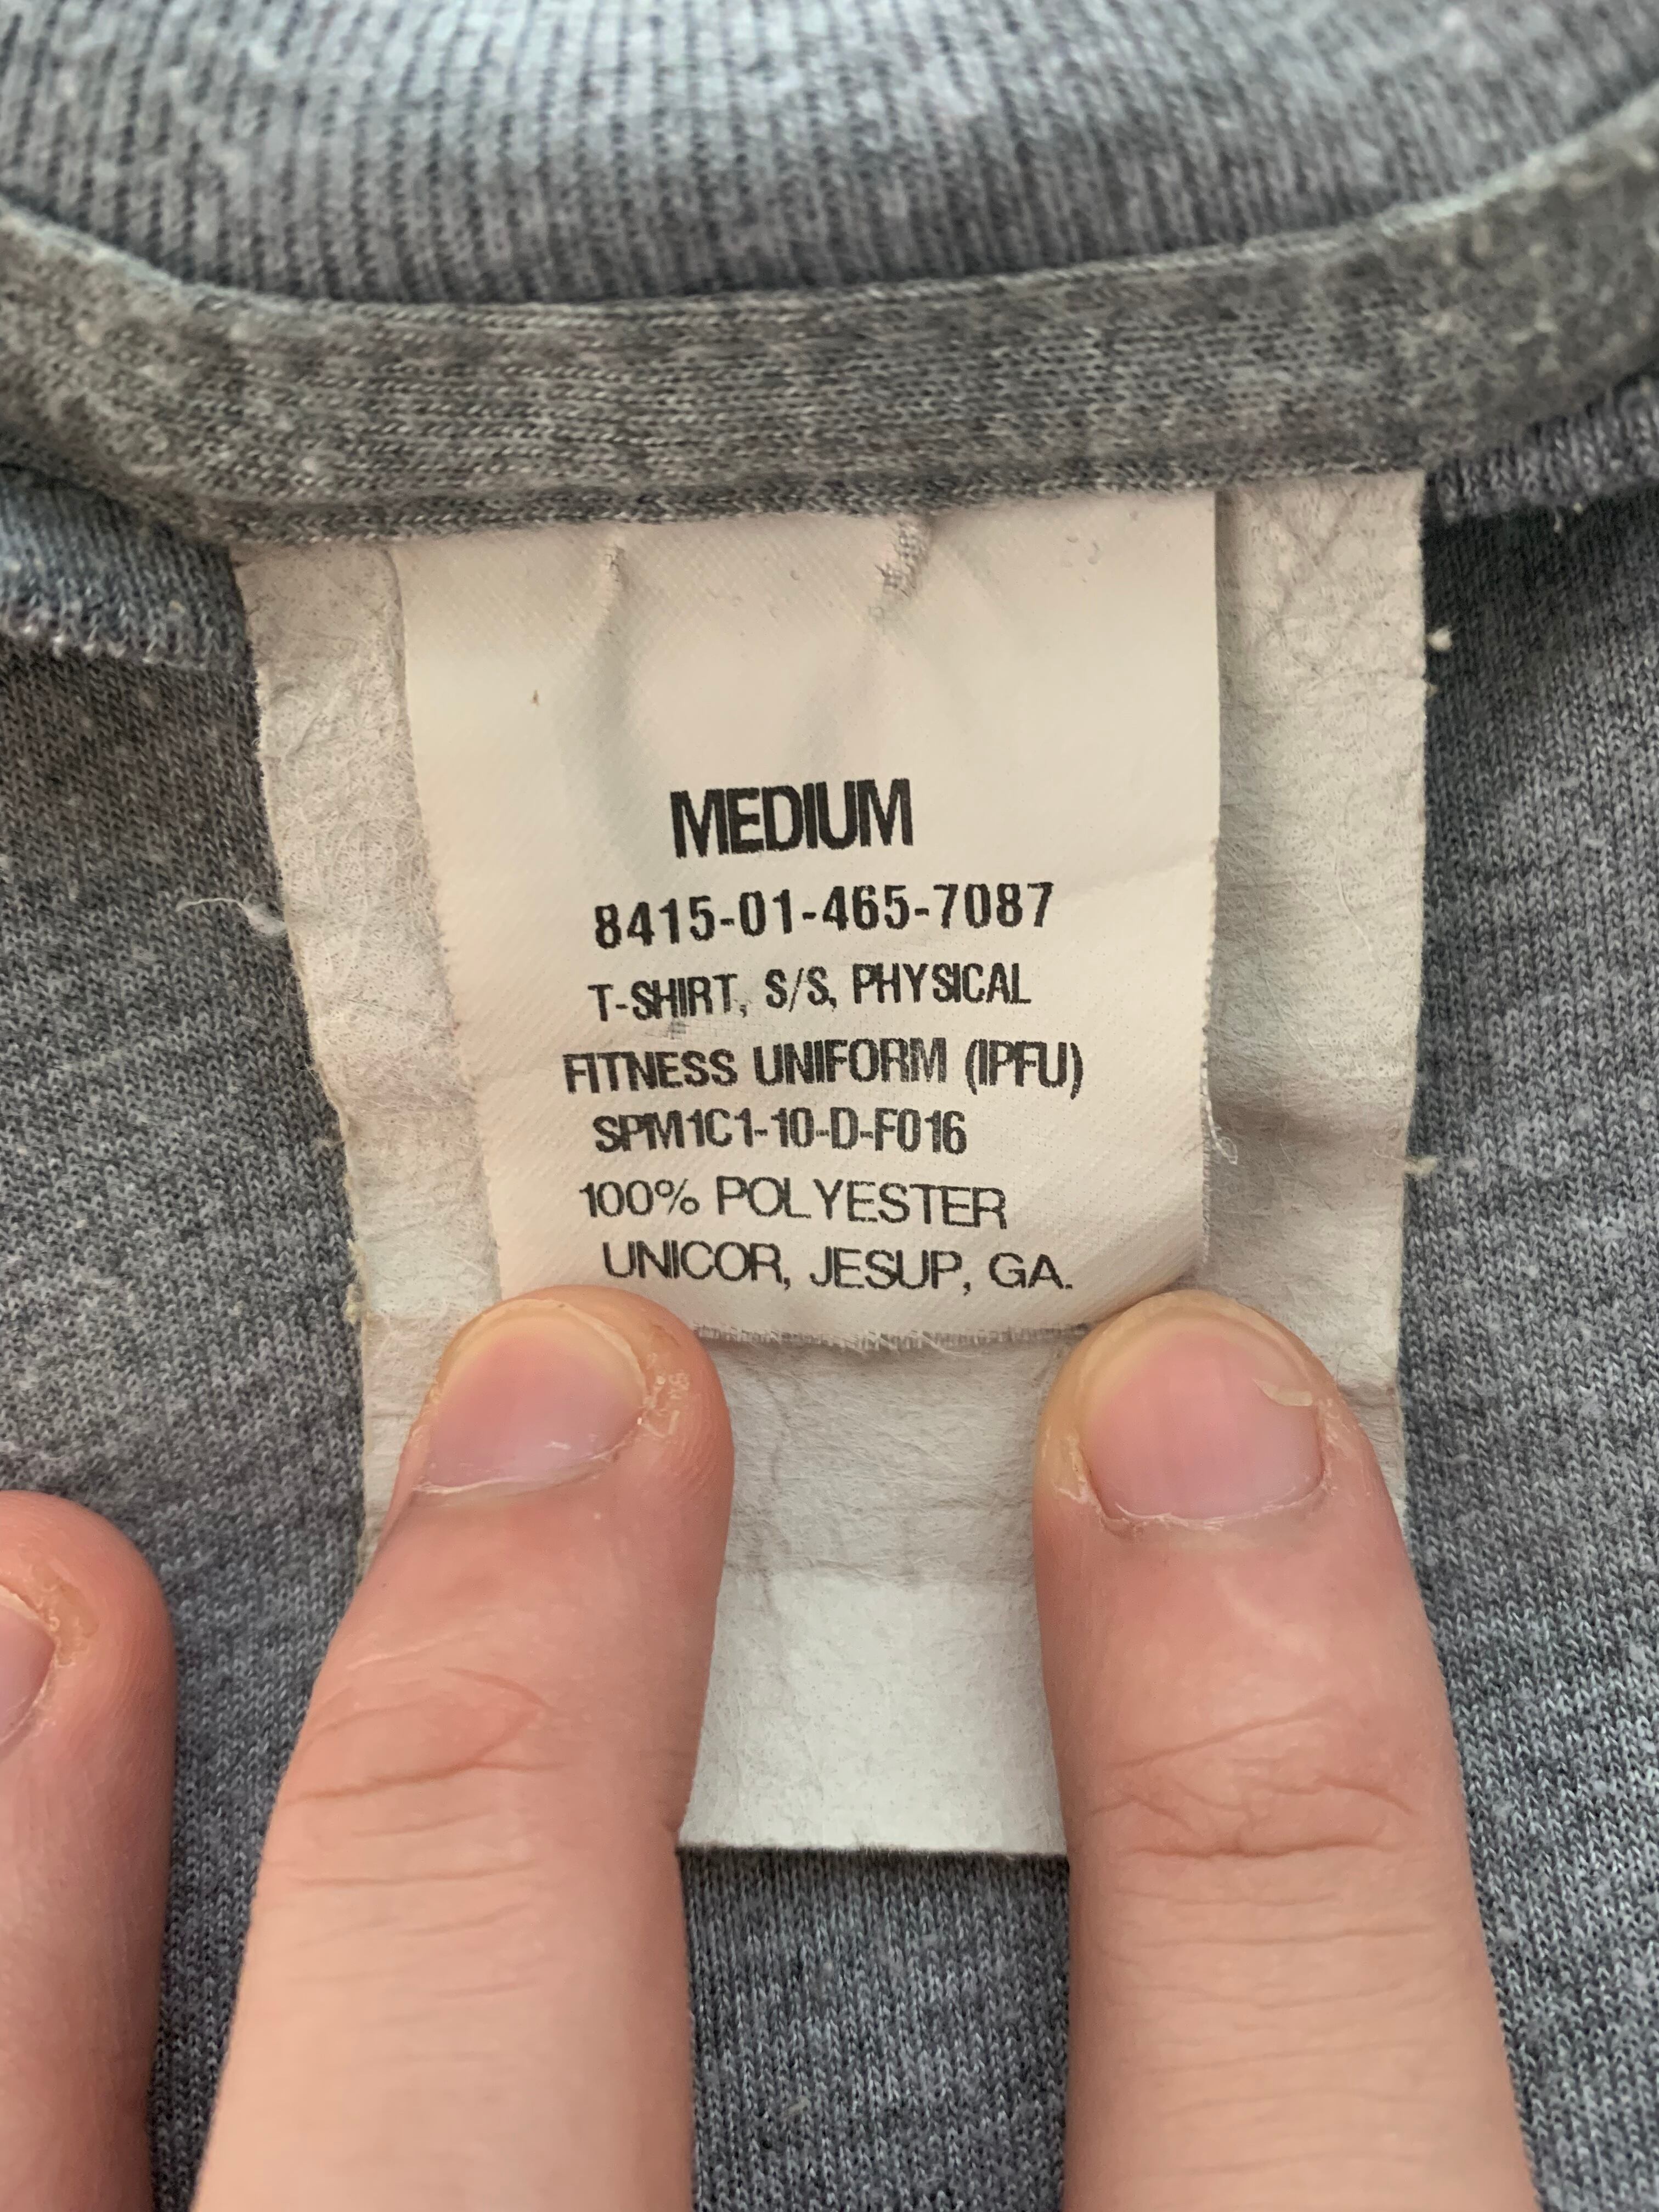 MEDIUM
8415-01-465-7087
T-SHIRT, S/S, PHYSICAL
FITNESS UNIFORM (IPFU)
SPM1C1-10-D-F016
100% POLYESTER
UNICOR, JESUP, GA.